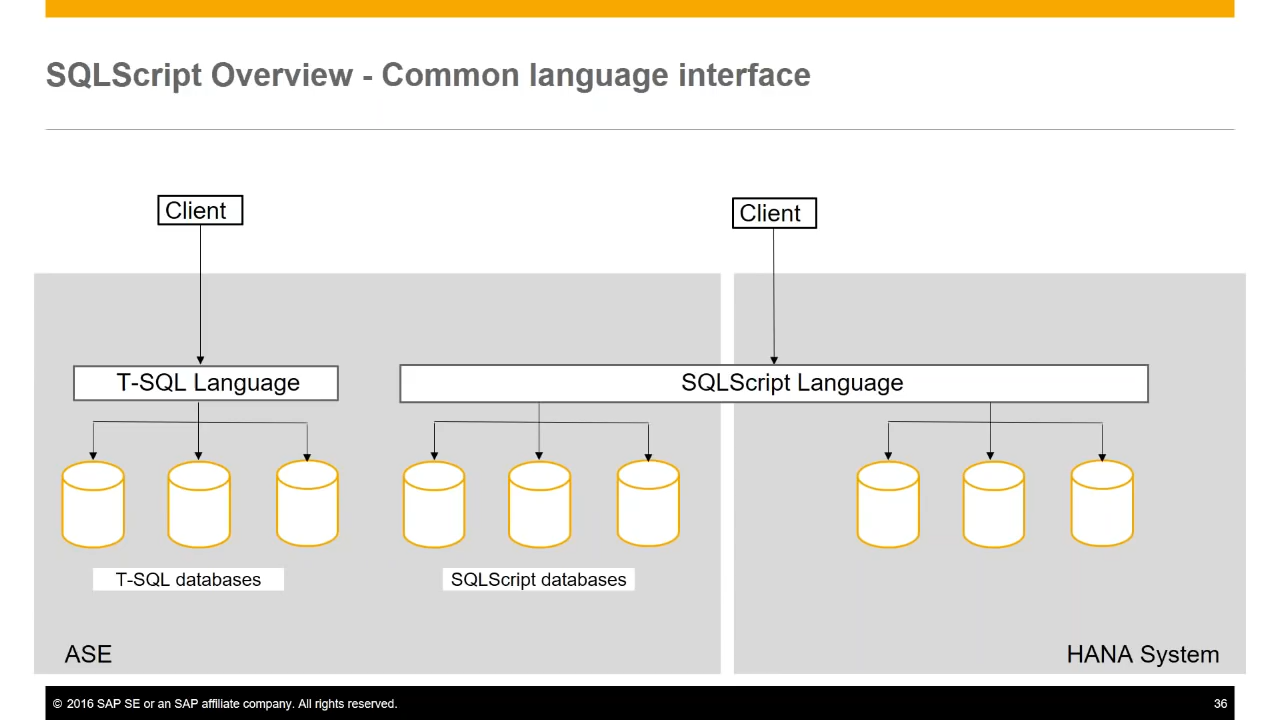 SQLScript Overview - Common language interface
Client
Client
T-SQL Language
SQLScript Language
T-SQL databases
SQLScript databases
ASE
HANA System
© 2016 SAP SE or an SAP affiliate company. All rights reserved.
36